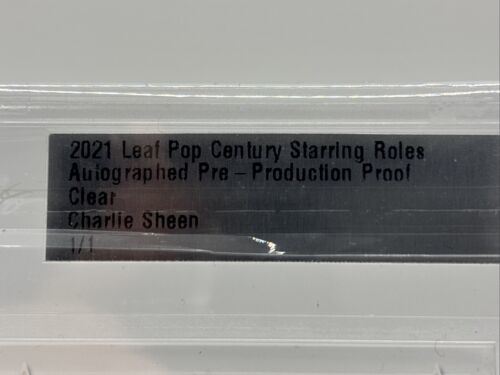 2021 Leaf Pop Century Starring Roles
Autographed Pre-Production Proof
Clear
Charlie Sheen
1/1